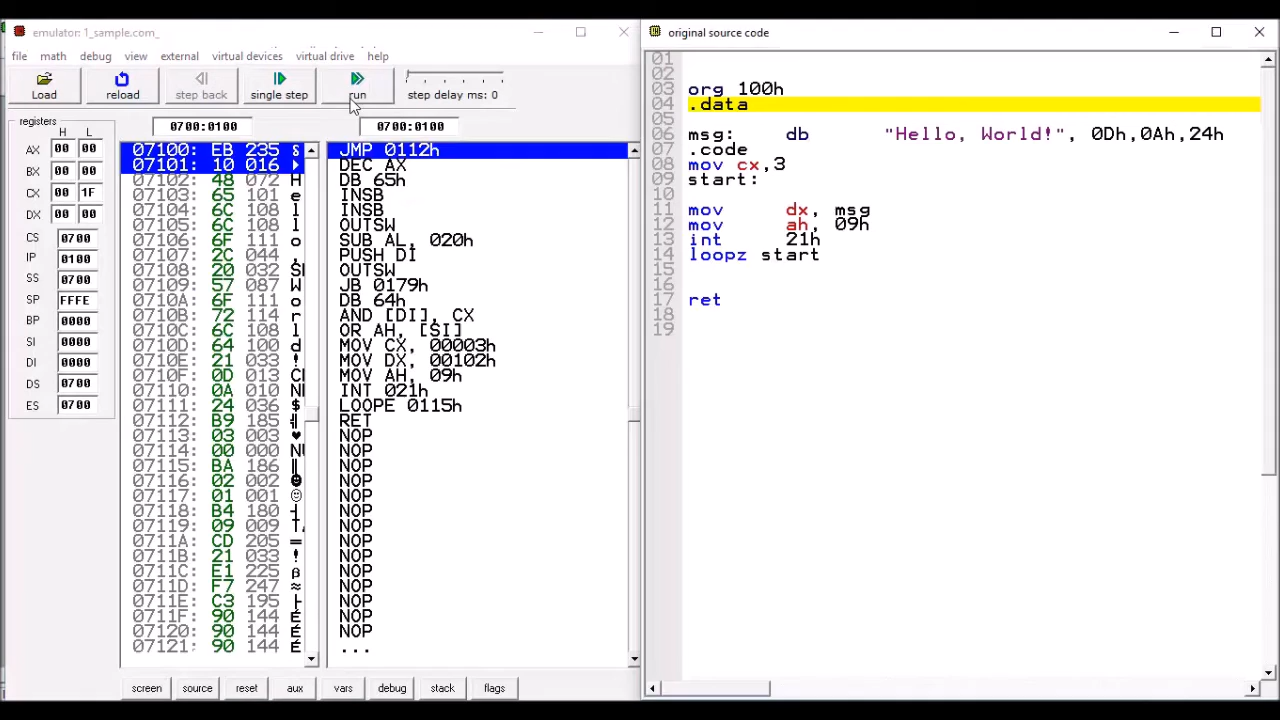 emulator: 1_sample.com_
file math debug view external virtual devices virtual drive help
Load reload step back single step run step delay ms: 0
registers
H L
0700:0100 0700:0100
AX 00 00
BX 00 00
CX 00 1F
DX 00 00
CS 0700
IP 0100
SS 0700
SP FFFE
BP 0000
SI 0000
DI 0000
DS 0700
ES 0700
07100: EB 235
07101: 10 016
07102: 48 072 H
07103: 65 101 e
07104: 6C 108 l
07105: 6C 108 l
07106: 6F 111 o
07107: 2C 044 ,
07108: 20 032
07109: 57 087 W
0710A: 6F 111 o
0710B: 72 114 r
0710C: 6C 108 l
0710D: 64 100 d
0710E: 21 033 !
0710F: 0D 013
07110: 0A 010
07111: 24 036 $
07112: B9 185 ╣
07113: 03 003 ♥
07114: 00 000
07115: BA 186 ║
07116: 02 002 ☻
07117: 01 001 ☺
07118: B4 180 ┤
07119: 09 009
0711A: CD 205 ═
0711B: 21 033 !
0711C: E1 225 β
0711D: F7 247 ≈
0711E: C3 195 ├
0711F: 90 144 É
07120: 90 144 É
07121: 90 144 É
JMP 0112h
DEC AX
DB 65h
INSB
INSB
OUTSW
SUB AL, 020h
PUSH DI
OUTSW
JB 0179h
DB 64h
AND [DI], CX
OR AH, [SI]
MOV CX, 00003h
MOV DX, 00102h
MOV AH, 09h
INT 021h
LOOPE 0115h
RET
NOP
NOP
NOP
NOP
NOP
NOP
NOP
NOP
NOP
NOP
NOP
NOP
NOP
NOP
...
screen source reset aux vars debug stack flags
original source code
01
02
03 org 100h
04 .data
05
06 msg: db "Hello, World!", 0Dh,0Ah,24h
07 .code
08 mov cx,3
09 start:
10
11 mov dx, msg
12 mov ah, 09h
13 int 21h
14 loopz start
15
16
17 ret
18
19